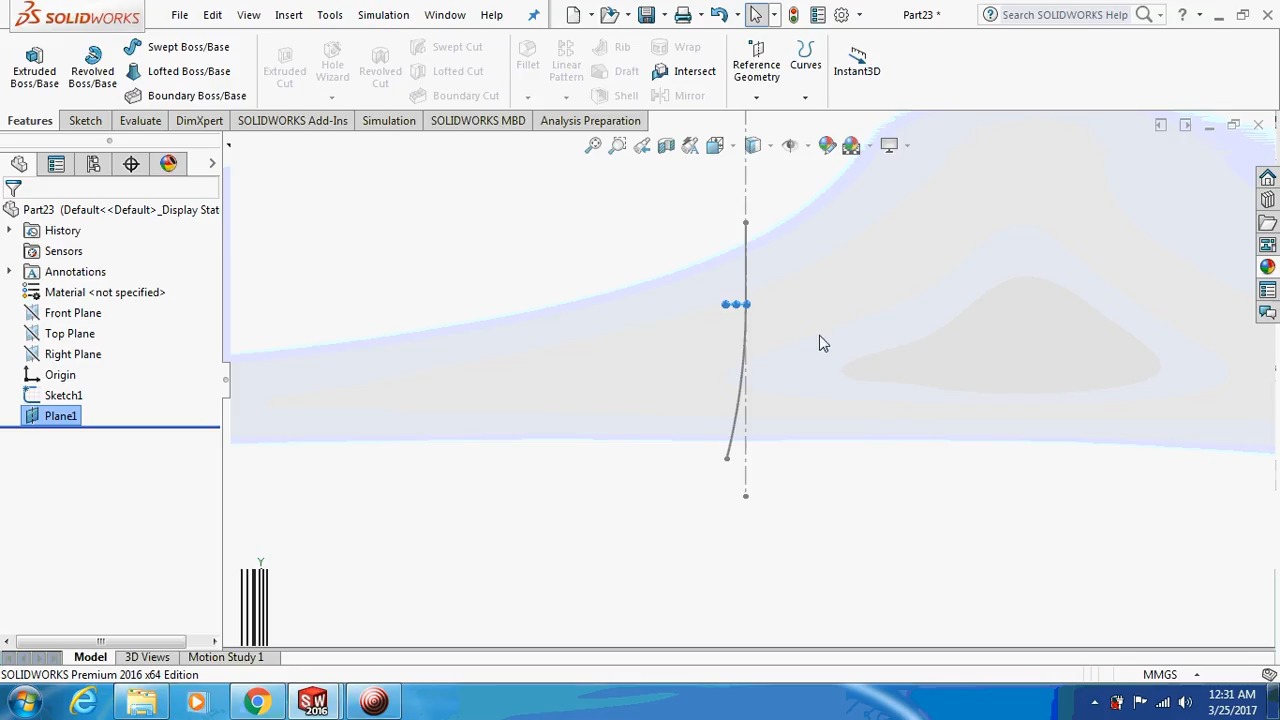 SOLIDWORKS File Edit View Insert Tools Simulation Window Help Part23 * Search SOLIDWORKS Help ?
Extruded Boss/Base Revolved Boss/Base Swept Boss/Base Lofted Boss/Base Boundary Boss/Base Extruded Cut Hole Wizard Revolved Cut Swept Cut Lofted Cut Boundary Cut Fillet Linear Pattern Rib Draft Shell Wrap Intersect Mirror Reference Geometry Curves Instant3D
Features Sketch Evaluate DimXpert SOLIDWORKS Add-Ins Simulation SOLIDWORKS MBD Analysis Preparation
Part23 (Default<<Default>_Display Stat
History
Sensors
Annotations
Material <not specified>
Front Plane
Top Plane
Right Plane
Origin
Sketch1
Plane1
Y
Model 3D Views Motion Study 1
SOLIDWORKS Premium 2016 x64 Edition MMGS
SW 2016
12:31 AM
3/25/2017